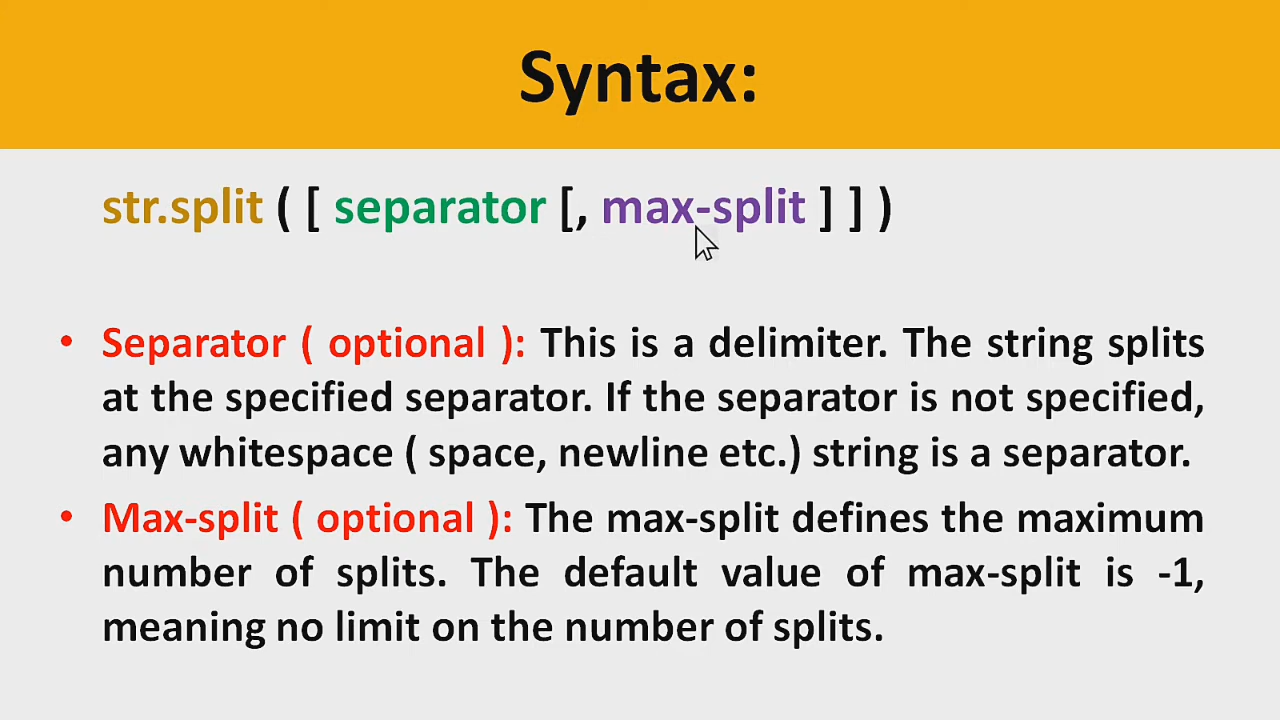 Syntax:
str.split ( [ separator [, max-split ] ] )
• Separator ( optional ): This is a delimiter. The string splits
at the specified separator. If the separator is not specified,
any whitespace ( space, newline etc.) string is a separator.
• Max-split ( optional ): The max-split defines the maximum
number of splits. The default value of max-split is -1,
meaning no limit on the number of splits.